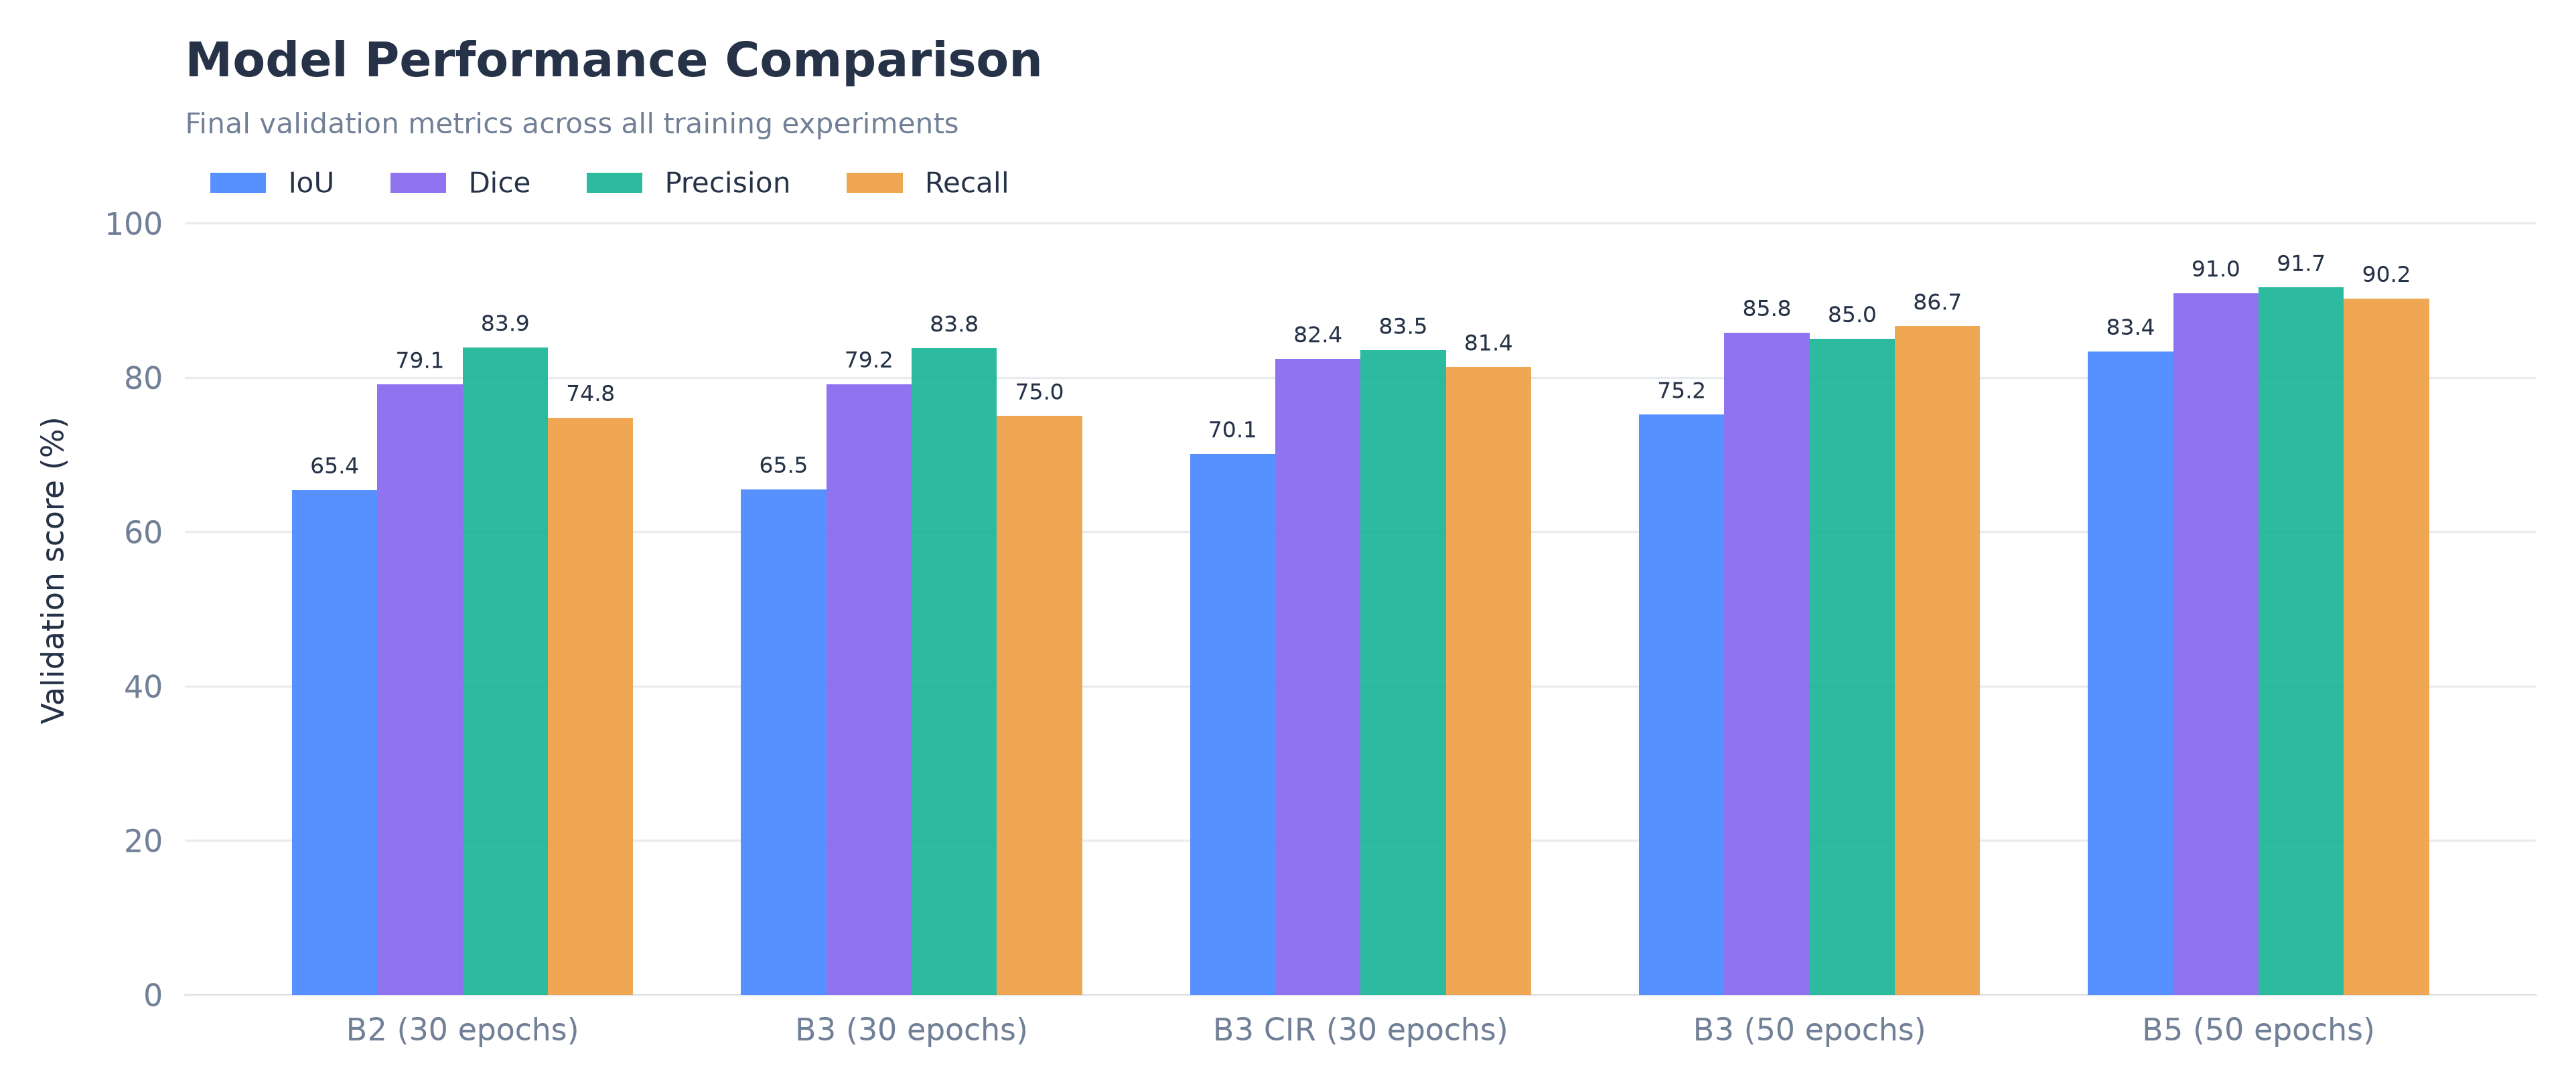 Model Performance Comparison
Final validation metrics across all training experiments
IoU Dice Precision Recall
Validation score (%)
100
80
60
40
20
0
65.4 79.1 83.9 74.8
65.5 79.2 83.8 75.0
70.1 82.4 83.5 81.4
75.2 85.8 85.0 86.7
83.4 91.0 91.7 90.2
B2 (30 epochs) B3 (30 epochs) B3 CIR (30 epochs) B3 (50 epochs) B5 (50 epochs)